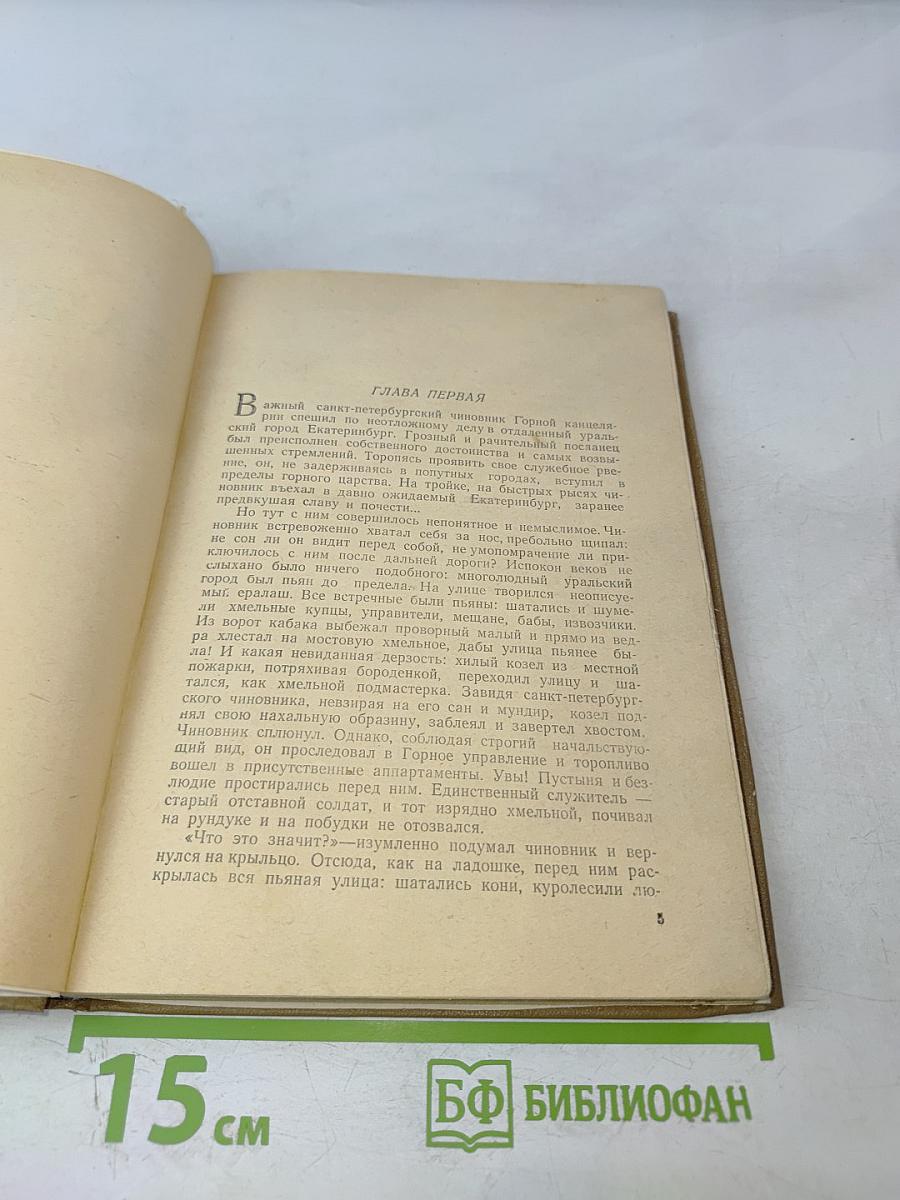 ГЛАВА ПЕРВАЯ
Важный санкт-петербургский чиновник Горной канцеля-
рии спешил по неотложному делу в отдаленный ураль-
ский город Екатеринбург. Грозный и рачительный посланец
был преисполнен собственного достоинства и самых возвы-
шенных стремлений. Торопясь проявить свое служебное рве-
ние, он, не задерживаясь в попутных городах, вступил в
пределы горного царства. На тройке, на быстрых рысях чи-
новник въехал в давно ожидаемый Екатеринбург, заранее
предвкушая славу и почести...
Но тут с ним совершилось непонятное и немыслимое. Чи-
новник встревоженно хватал себя за нос, пребольно щипал:
не сон ли он видит перед собой, не умопомрачение ли при-
ключилось с ним после дальней дороги? Испокон веков не
слыхано было ничего подобного: многолюдный уральский
город был пьян до предела. На улице творился неописуе-
мый ералаш. Все встречные были пьяны: шатались и шуме-
ли хмельные купцы, управители, мещане, бабы, извозчики.
Из ворот кабака выбежал проворный малый и прямо из вед-
ра хлестал на мостовую хмельное, дабы улица пьянее бы-
ла! И какая невиданная дерзость: хилый козел из местной
пожарки, потряхивая бороденкой, переходил улицу и ша-
тался, как хмельной подмастерка. Завидя санкт-петербург-
ского чиновника, невзирая на его сан и мундир, козел под-
нял свою нахальную образину, заблеял и завертел хвостом.
Чиновник сплюнул. Однако, соблюдая строгий начальствую-
щий вид, он проследовал в Горное управление и торопливо
вошел в присутственные аппартаменты. Увы! Пустыня и без-
людие простирались перед ним. Единственный служитель —
старый отставной солдат, и тот изрядно хмельной, почивал
на рундуке и на побудки не отозвался.
«Что это значит?»—изумленно подумал чиновник и вер-
нулся на крыльцо. Отсюда, как на ладошке, перед ним рас-
крылась вся пьяная улица: шатались кони, куролесили лю-
5
15 см
БФ БИБЛИОФАН